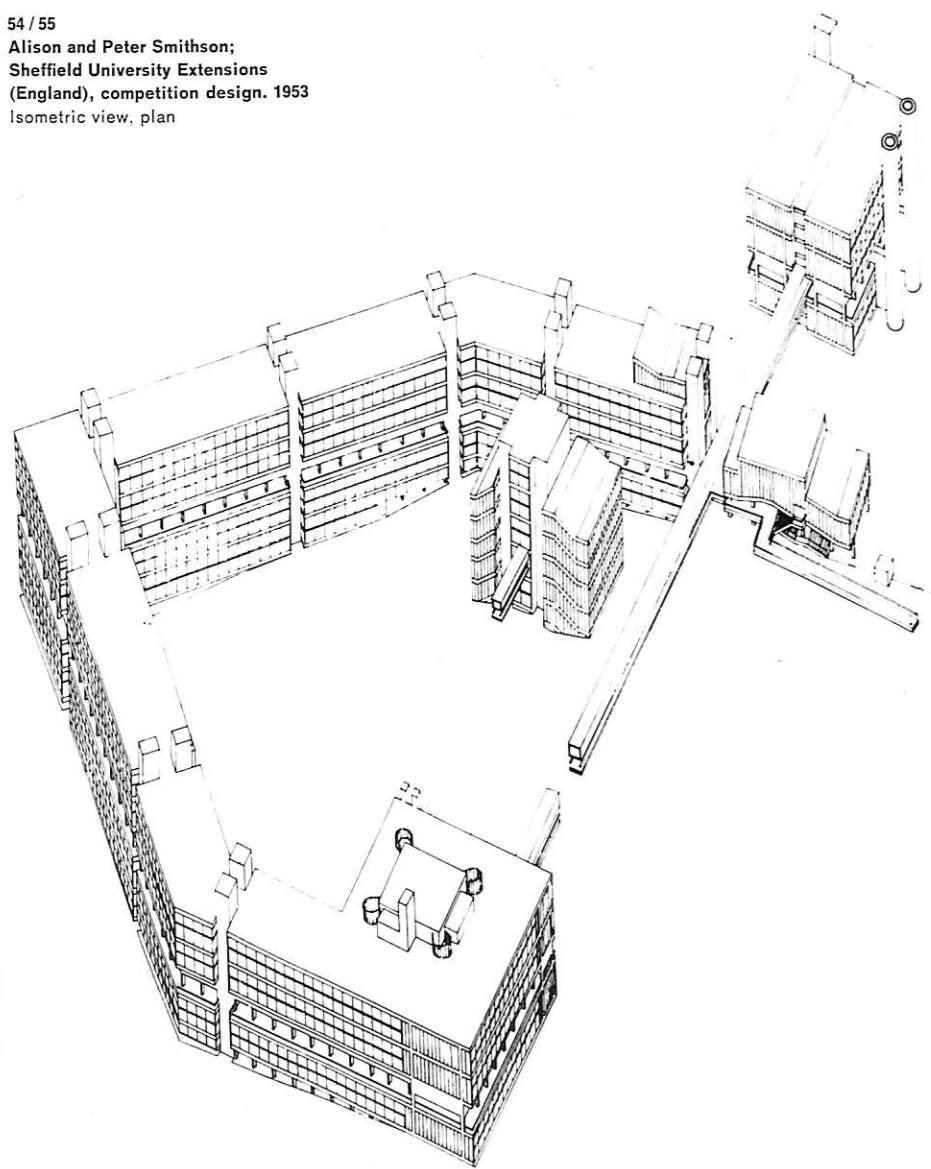 54 / 55
Alison and Peter Smithson;
Sheffield University Extensions
(England), competition design. 1953
Isometric view, plan